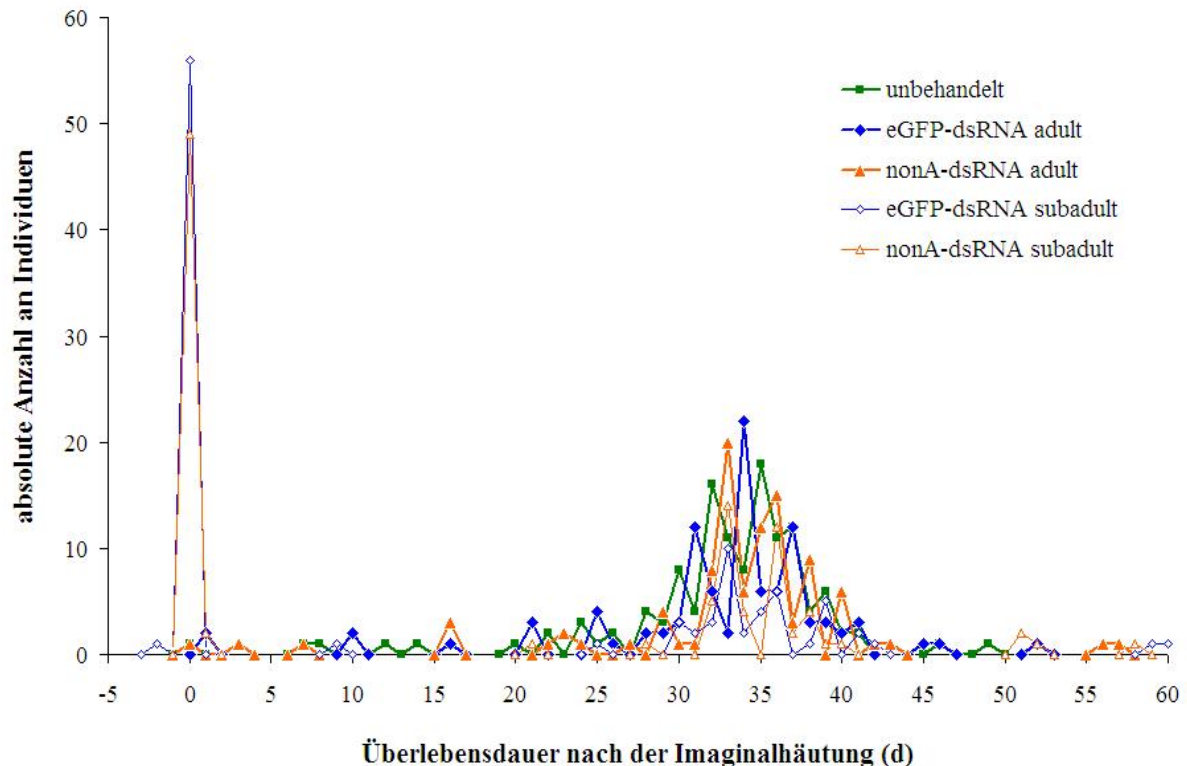 absolute Anzahl an Individuen
60
50
40
30
20
10
0
unbehandelt
eGFP-dsRNA adult
nonA-dsRNA adult
eGFP-dsRNA subadult
nonA-dsRNA subadult
-5 0 5 10 15 20 25 30 35 40 45 50 55 60
Überlebensdauer nach der Imaginalhäutung (d)